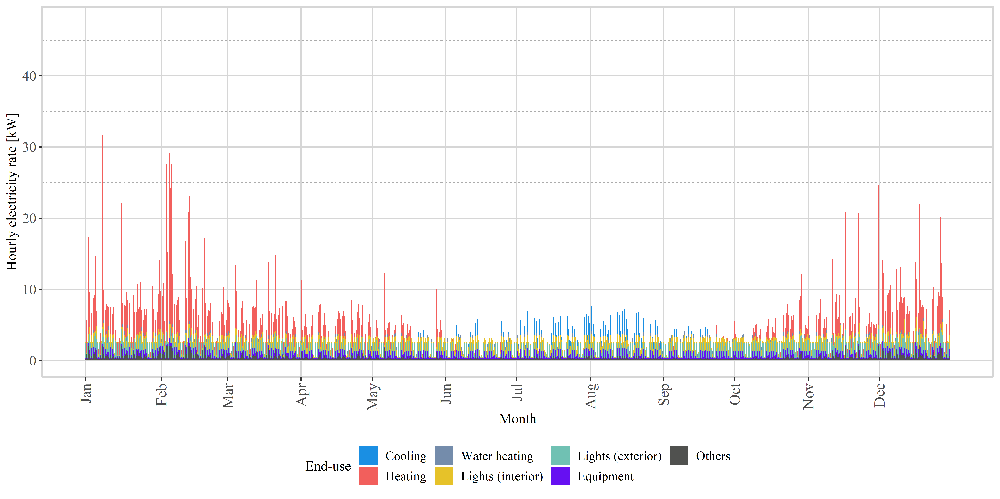 Hourly electricity rate [kW]
40
30
20
10
0
Jan Feb Mar Apr May Jun Jul Aug Sep Oct Nov Dec
Month
End-use
Cooling Water heating Lights (exterior) Others
Heating Lights (interior) Equipment